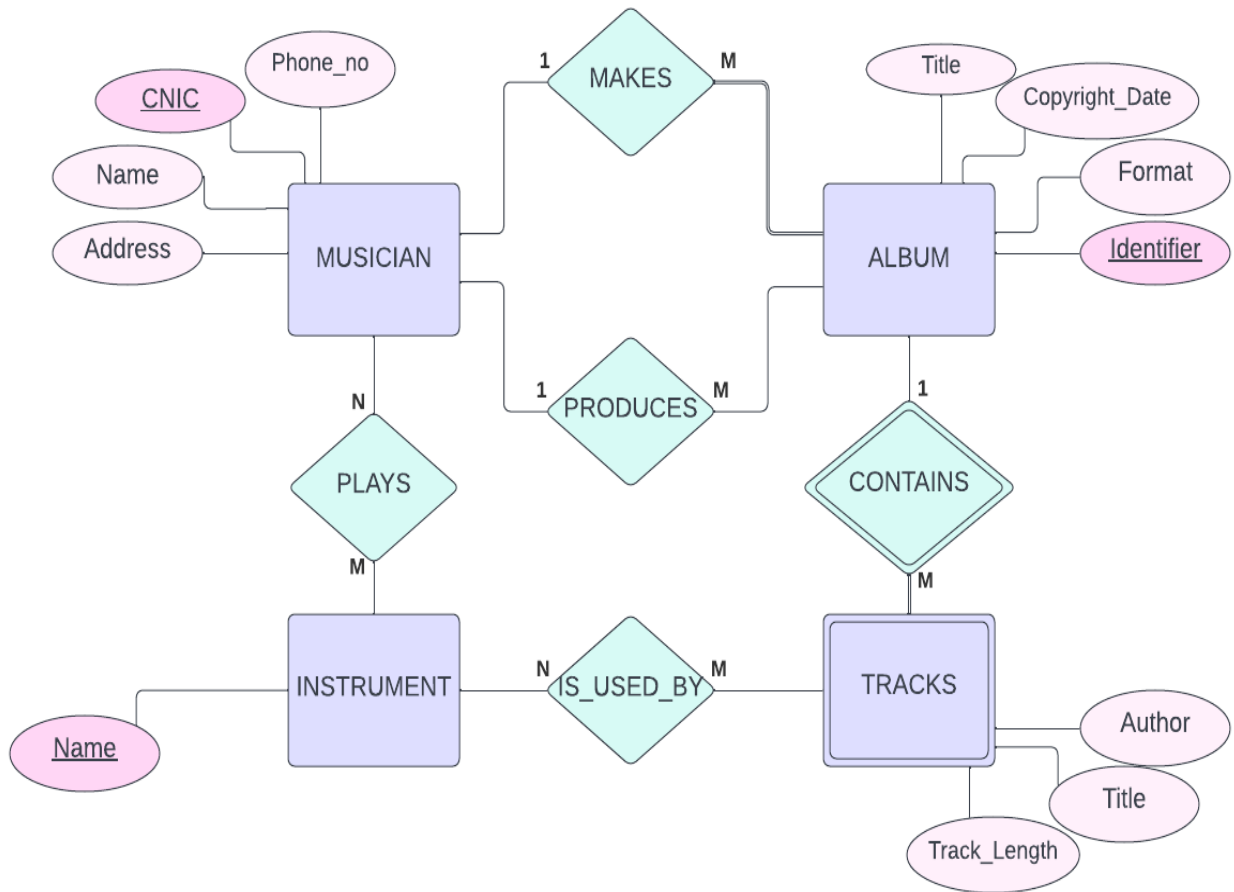 Phone_no
1
MAKES
M
Title
CNIC
Copyright_Date
Name
Format
Address
MUSICIAN
ALBUM
Identifier
1
PRODUCES
M
1
N
PLAYS
CONTAINS
M
M
INSTRUMENT
N
IS_USED_BY
M
TRACKS
Author
Name
Title
Track_Length